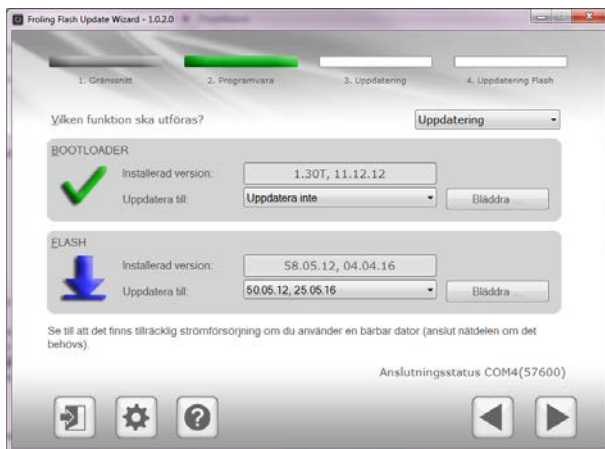 Froling Flash Update Wizard - 1.0.2.0
1. Gränssnitt
2. Programvara
3. Uppdatering
4. Uppdatering Flash
Vilken funktion ska utföras?
Uppdatering
BOOTLOADER
Installerad version:
1.30T, 11.12.12
Uppdatera till:
Uppdatera inte
Bläddra ...
FLASH
Installerad version:
58.05.12, 04.04.16
Uppdatera till:
50.05.12, 25.05.16
Bläddra ...
Se till att det finns tillräcklig strömförsörjning om du använder en bärbar dator (anslut nätdelen om det
behövs).
Anslutningsstatus COM4(57600)